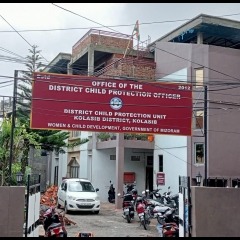 OFFICE OF THE
DISTRICT CHILD PROTECTION OFFICER
DISTRICT CHILD PROTECTION UNIT
KOLASIB DISTRICT, KOLASIB
WOMEN & CHILD DEVELOPMENT, GOVERNMENT OF MIZORAM